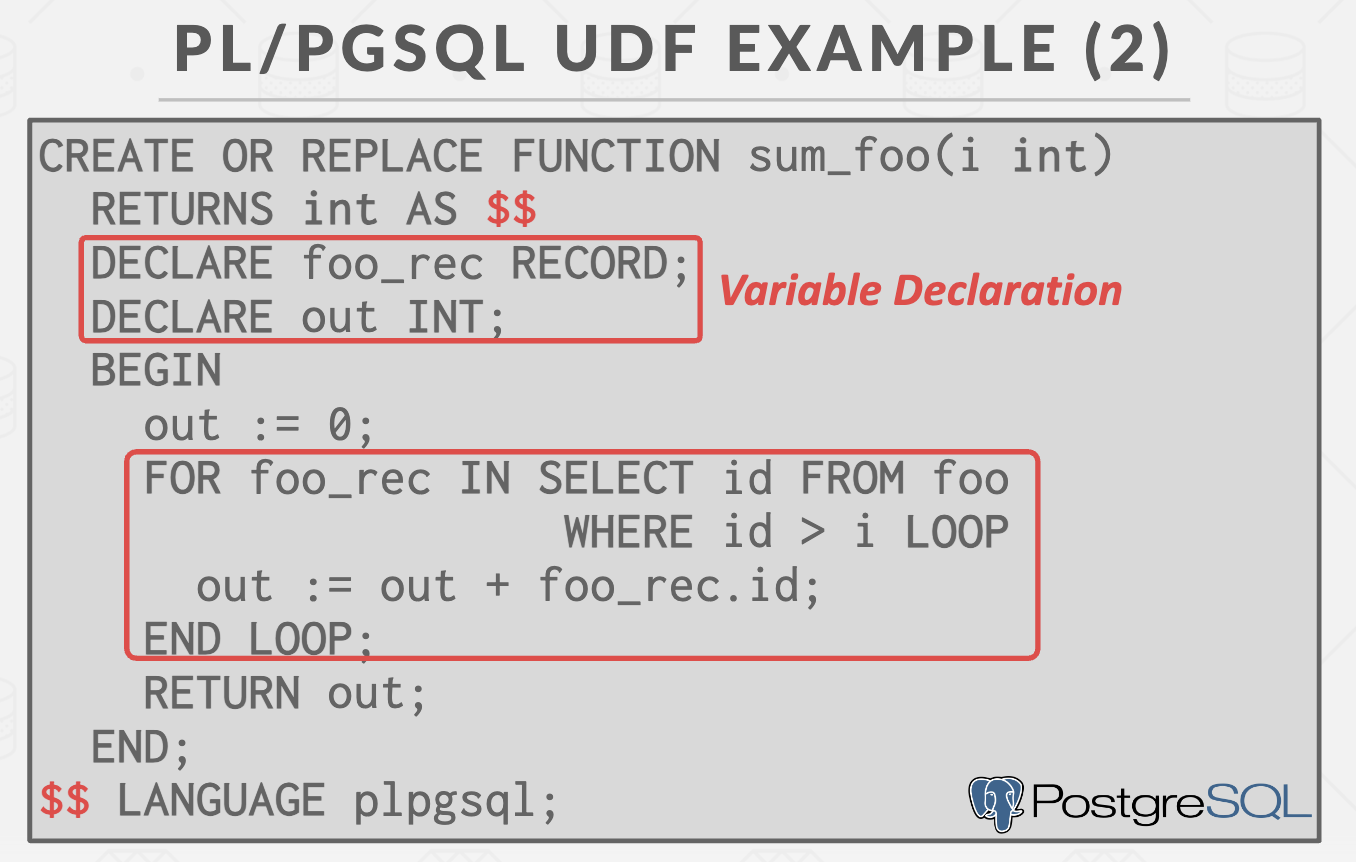 PL/PGSQL UDF EXAMPLE (2)
CREATE OR REPLACE FUNCTION sum_foo(i int)
RETURNS int AS $$
DECLARE foo_rec RECORD;
DECLARE out INT;
Variable Declaration
BEGIN
out := 0;
FOR foo_rec IN SELECT id FROM foo
WHERE id > i LOOP
out := out + foo_rec.id;
END LOOP;
RETURN out;
END;
$$ LANGUAGE plpgsql;
PostgreSQL